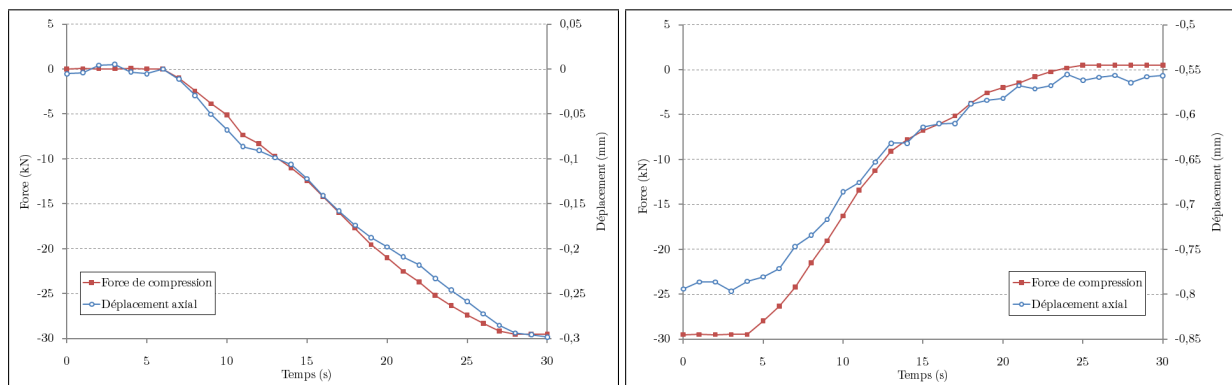 5
0
-5
-10
-15
-20
-25
-30
Force (kN)
0,05
0
-0,05
-0,1
-0,15
-0,2
-0,25
-0,3
Déplacement (mm)
Force de compression
Déplacement axial
0 5 10 15 20 25 30
Temps (s)
5
0
-5
-10
-15
-20
-25
-30
Force (kN)
-0,5
-0,55
-0,6
-0,65
-0,7
-0,75
-0,8
-0,85
Déplacement (mm)
Force de compression
Déplacement axial
0 5 10 15 20 25 30
Temps (s)